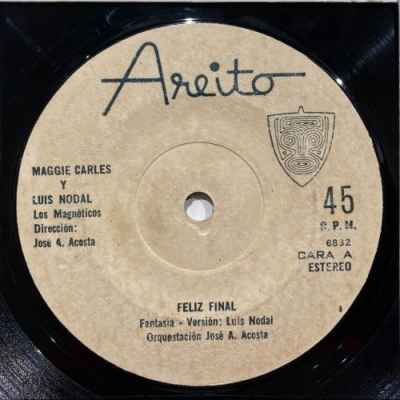 Areito
MAGGIE CARLES
Y
LUIS NODAL
Los Magnéticos
Dirección:
José A. Acosta
45
R.P.M.
6832
CARA A
ESTEREO
FELIZ FINAL
Fantasía - Versión: Luis Nodal
Orquestación José A. Acosta